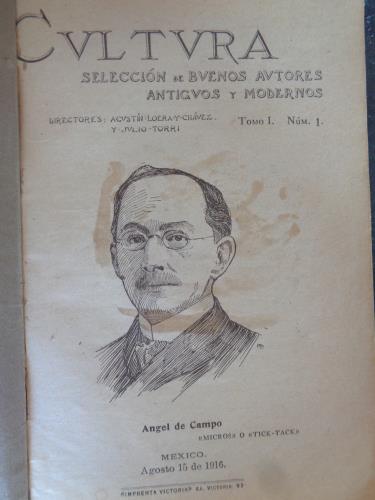 CVLTVRA
SELECCIÓN DE BVENOS AVTORES
ANTIGVOS Y MODERNOS
DIRECTORES: AGUSTIN LOERA Y CHÁVEZ.
Y JULIO TORRI
TOMO I. NÚM. 1.
Angel de Campo
«MICROS» O «TICK-TACK»
MEXICO.
Agosto 15 de 1916.
IMPRENTA VICTORIA